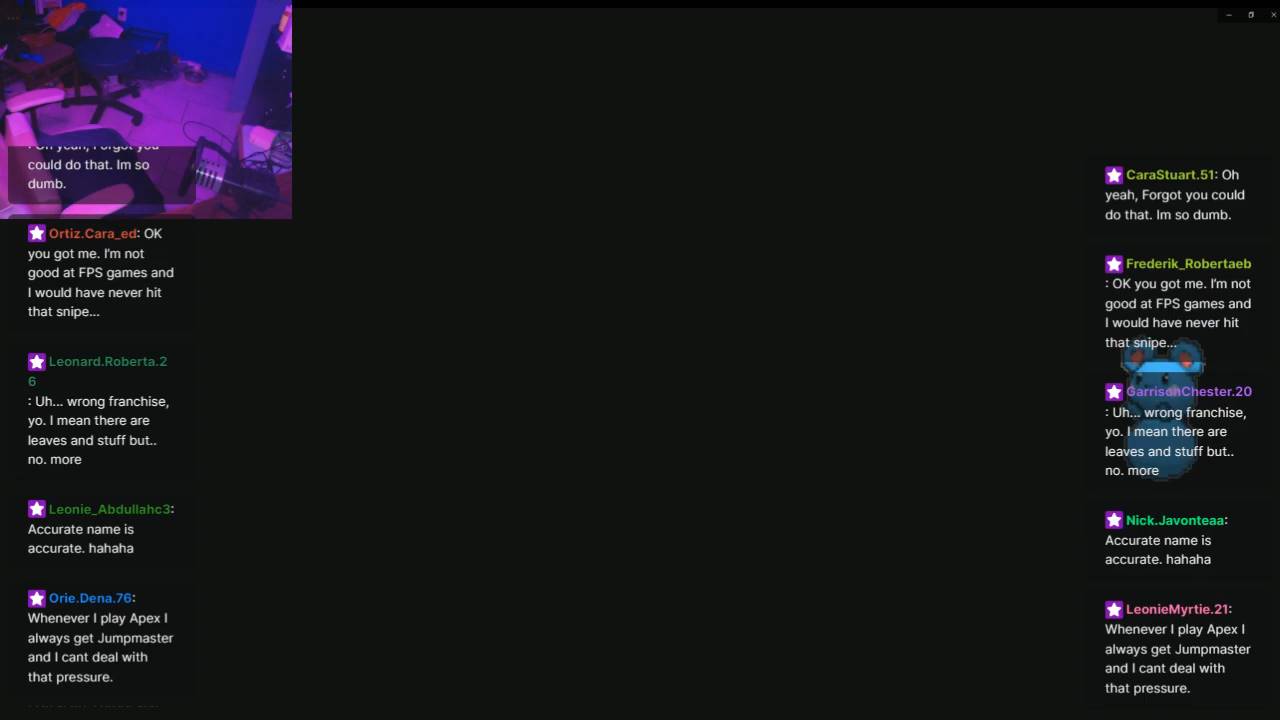 : Oh yeah, Forgot you
could do that. Im so
dumb.
Ortiz.Cara_ed: OK
you got me. I'm not
good at FPS games and
I would have never hit
that snipe...
Leonard.Roberta.2
6
: Uh... wrong franchise,
yo. I mean there are
leaves and stuff but..
no. more
Leonie_Abdullahc3:
Accurate name is
accurate. hahaha
Orie.Dena.76:
Whenever I play Apex I
always get Jumpmaster
and I cant deal with
that pressure.
CaraStuart.51: Oh
yeah, Forgot you could
do that. Im so dumb.
Frederik_Robertaeb
: OK you got me. I'm not
good at FPS games and
I would have never hit
that snipe...
GarrisonChester.20
: Uh... wrong franchise,
yo. I mean there are
leaves and stuff but..
no. more
Nick.Javonteaa:
Accurate name is
accurate. hahaha
LeonieMyrtie.21:
Whenever I play Apex I
always get Jumpmaster
and I cant deal with
that pressure.